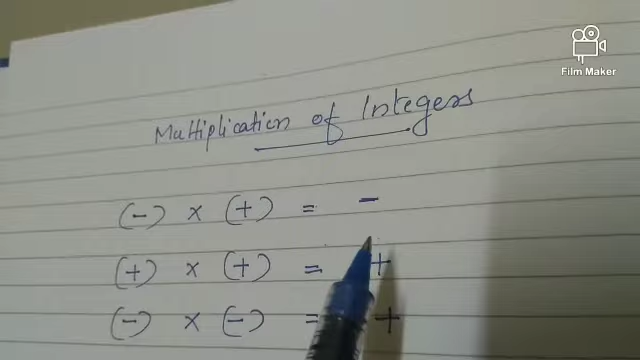 Film Maker
Multiplication of Integers
(-) × (+) = -
(+) × (+) = +
(-) × (-) = +